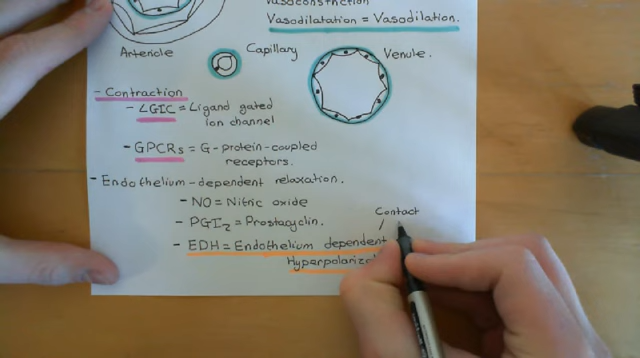 Vasoconstriction
Vasodilatation = Vasodilation.
Arteriole
Capillary
Venule.
- Contraction
- LGIC = Ligand gated
ion channel
- GPCRs = G-protein-coupled
receptors.
- Endothelium-dependent relaxation.
- NO = Nitric oxide
- PGI2 = Prostacyclin.
Contact
- EDH = Endothelium dependent